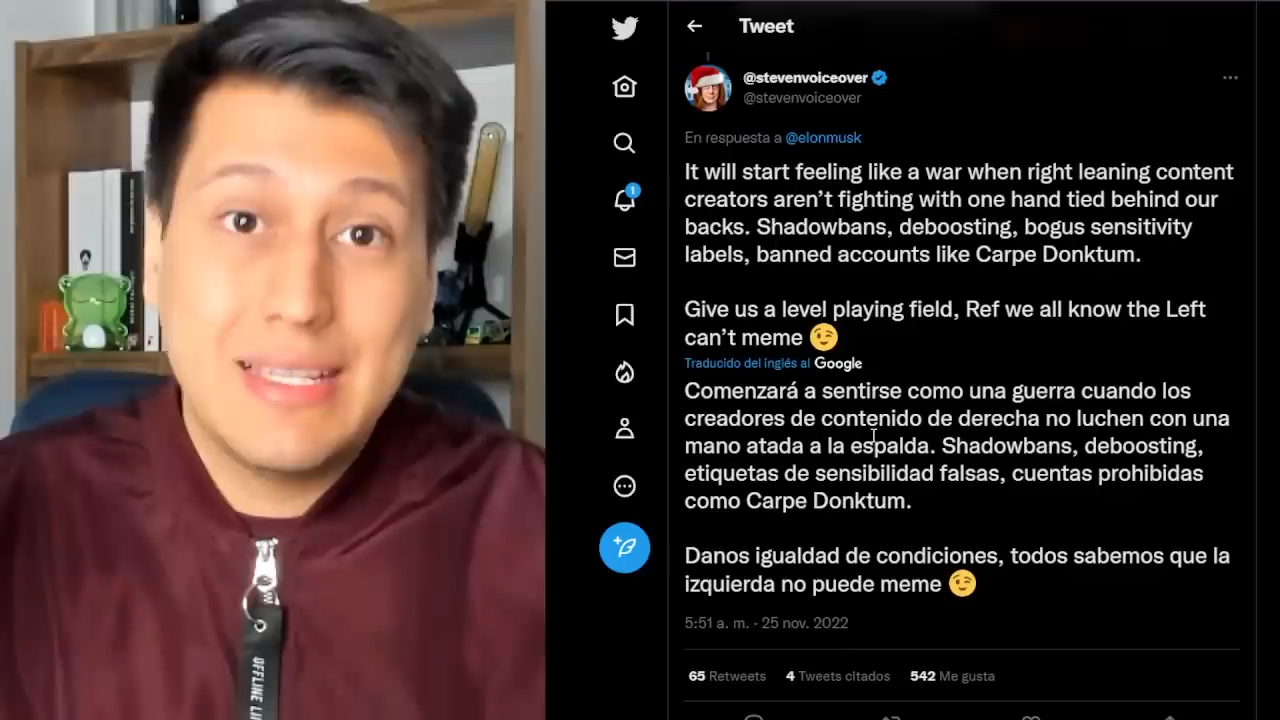 Tweet
@stevenvoiceover
@stevenvoiceover
En respuesta a @elonmusk
It will start feeling like a war when right leaning content
creators aren’t fighting with one hand tied behind our
backs. Shadowbans, deboosting, bogus sensitivity
labels, banned accounts like Carpe Donktum.
Give us a level playing field, Ref we all know the Left
can’t meme 😉
Traducido del inglés al Google
Comenzará a sentirse como una guerra cuando los
creadores de contenido de derecha no luchen con una
mano atada a la espalda. Shadowbans, deboosting,
etiquetas de sensibilidad falsas, cuentas prohibidas
como Carpe Donktum.
Danos igualdad de condiciones, todos sabemos que la
izquierda no puede meme 😉
5:51 a. m. · 25 nov. 2022
65 Retweets 4 Tweets citados 542 Me gusta
1
OFFLINE